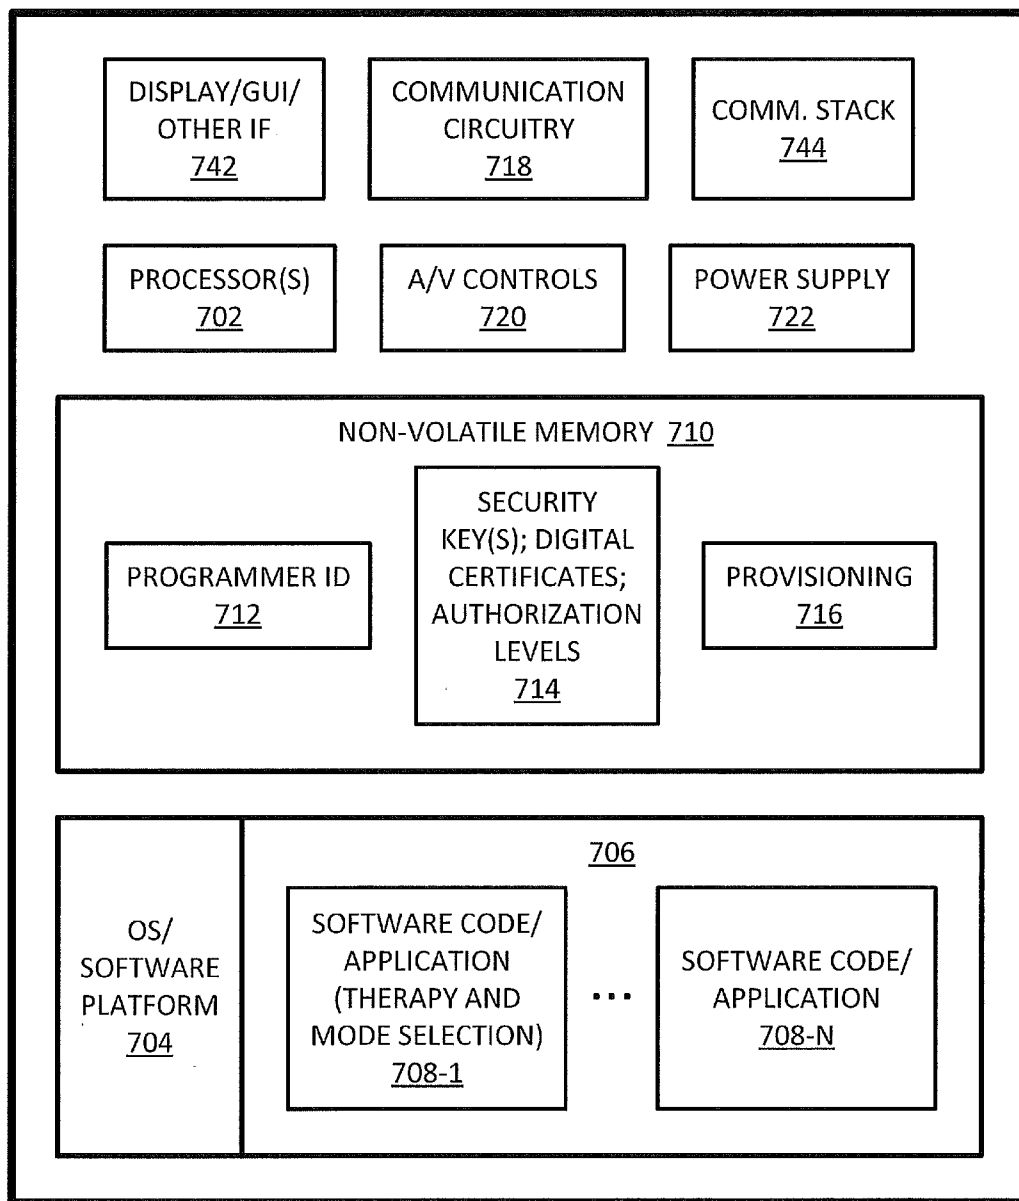 DISPLAY/GUI/
OTHER IF
742
COMMUNICATION
CIRCUITRY
718
COMM. STACK
744
PROCESSOR(S)
702
A/V CONTROLS
720
POWER SUPPLY
722
NON-VOLATILE MEMORY 710
PROGRAMMER ID
712
SECURITY
KEY(S); DIGITAL
CERTIFICATES;
AUTHORIZATION
LEVELS
714
PROVISIONING
716
OS/
SOFTWARE
PLATFORM
704
706
SOFTWARE CODE/
APPLICATION
(THERAPY AND
MODE SELECTION)
708-1
...
SOFTWARE CODE/
APPLICATION
708-N